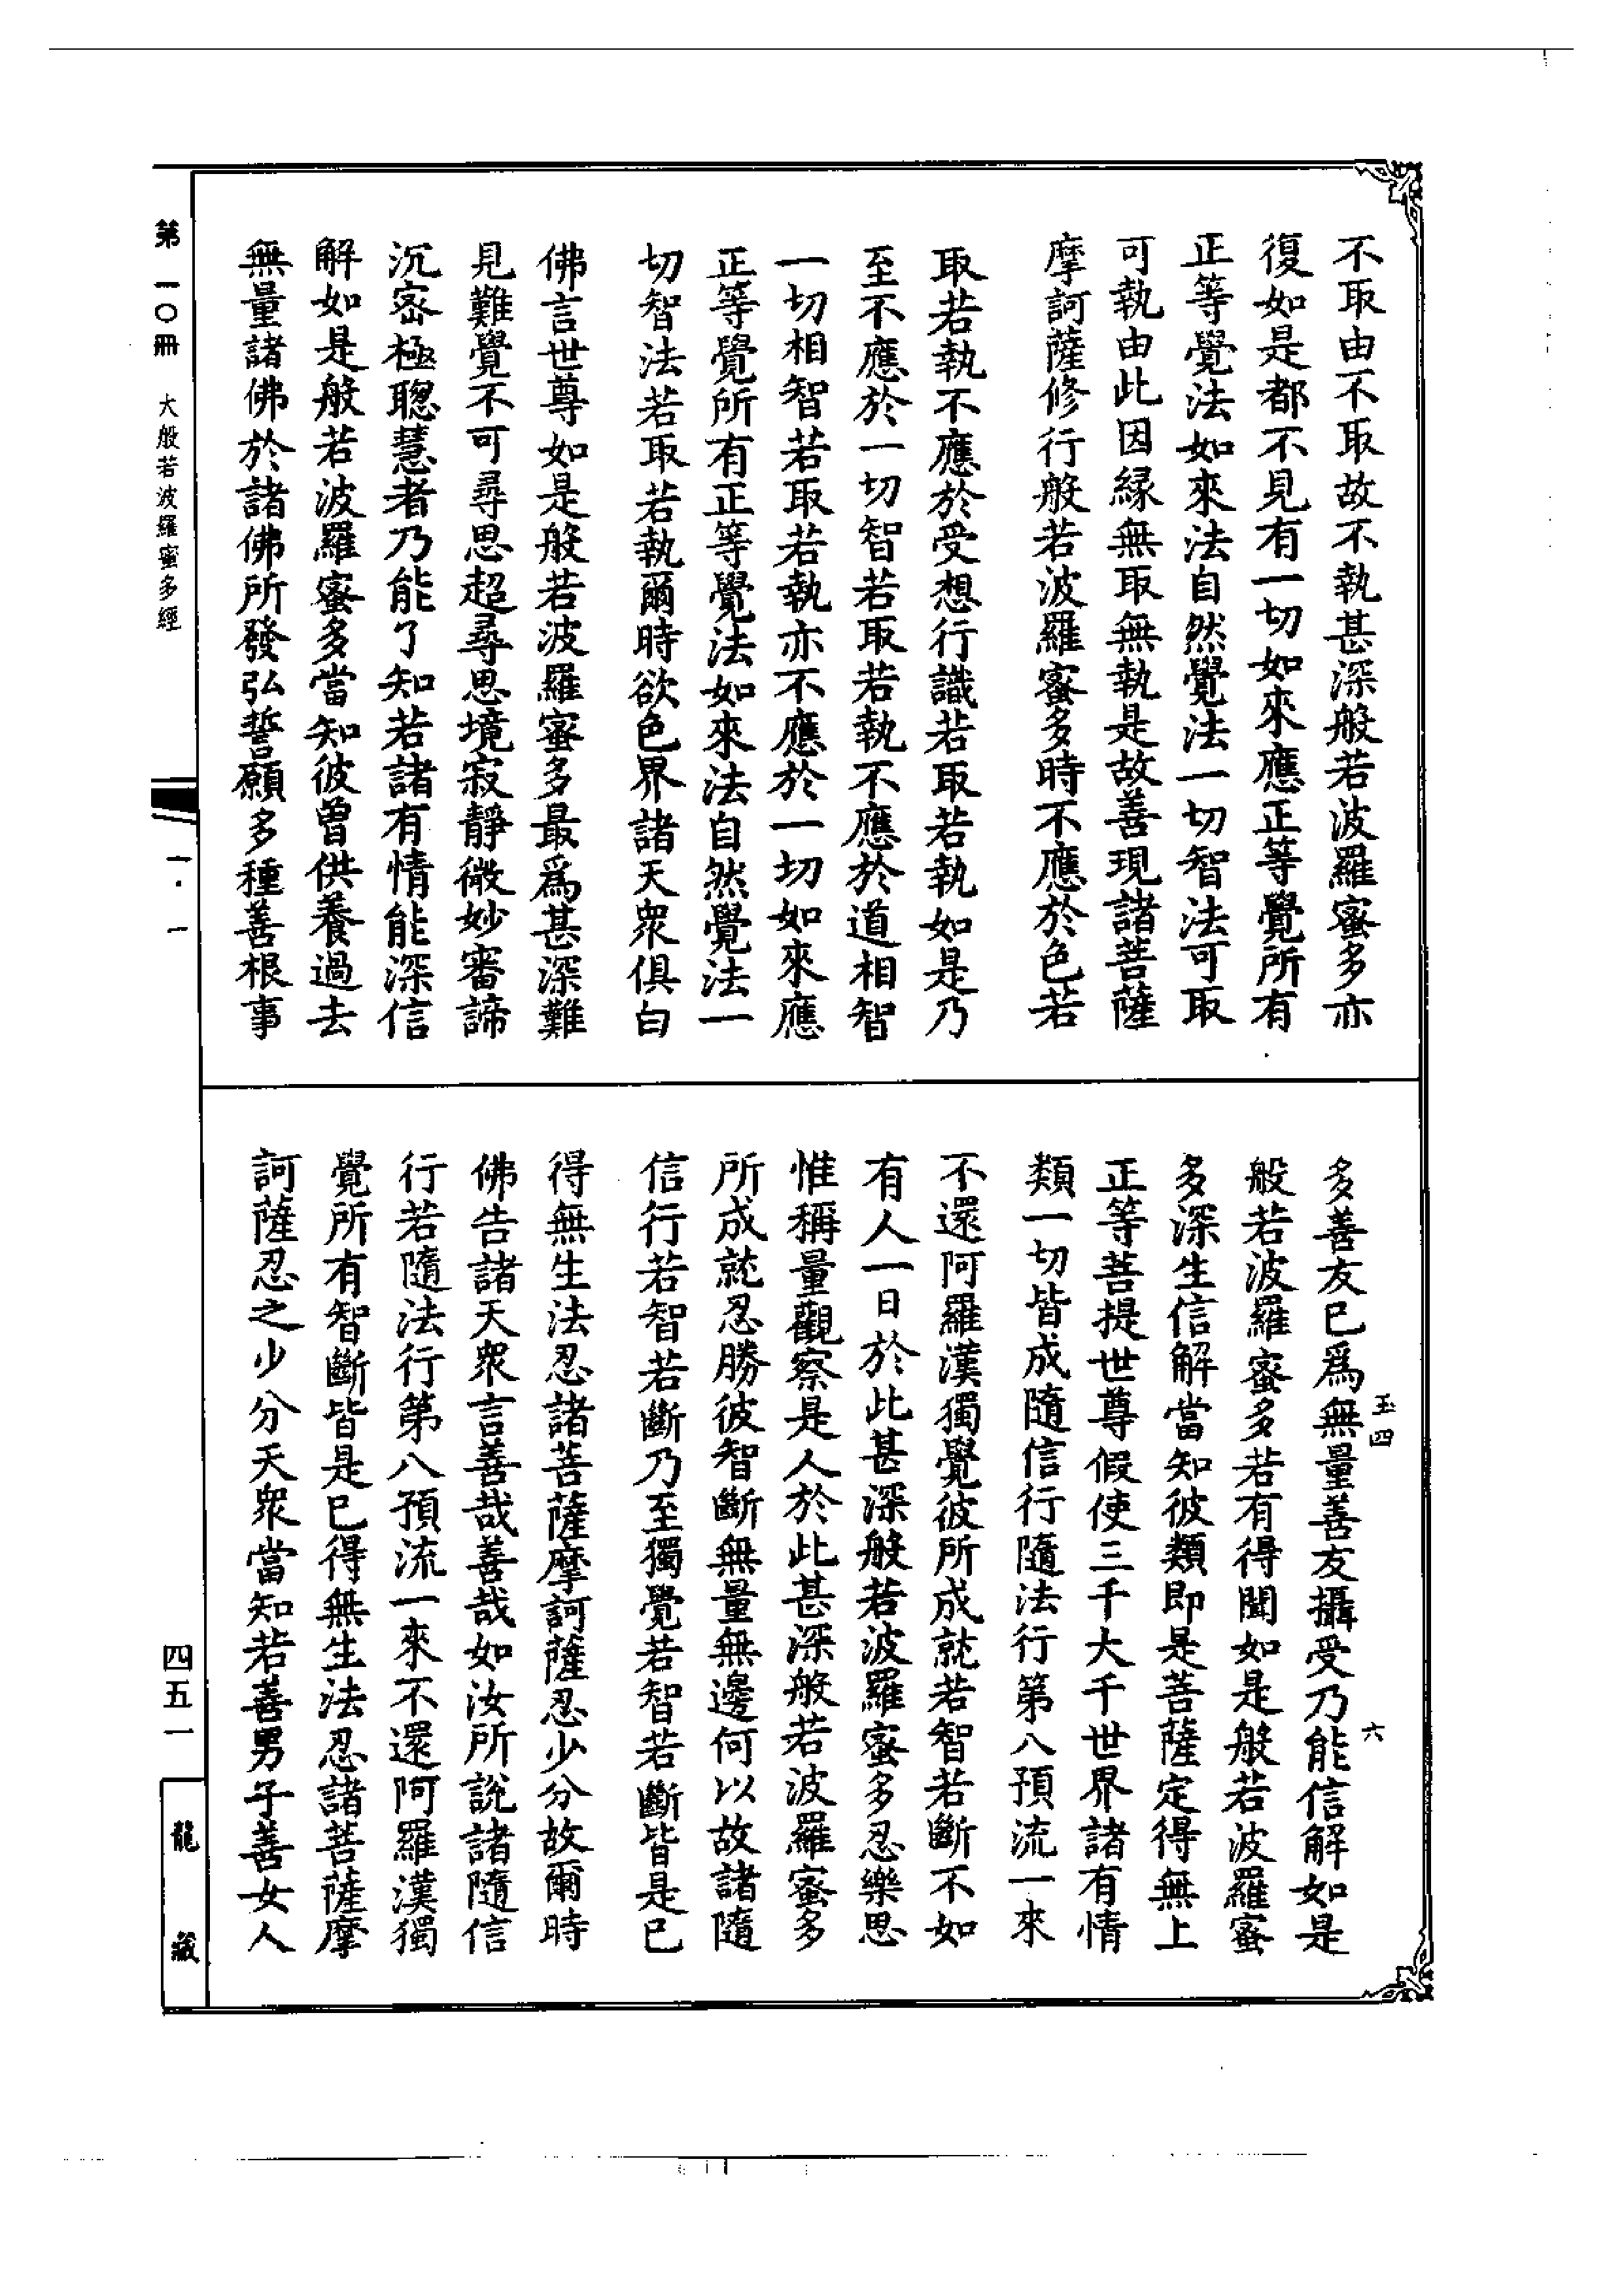 不取由不取故不執甚深般若波羅蜜多亦
復如是都不見有一切如來應正等覺所有
正等覺法如來法自然覺法一切智法可取
可執由此因緣無取無執是故善現諸菩薩
摩訶薩修行般若波羅蜜多時不應於色若
取若執不應於受想行識若取若執如是乃
至不應於一切智若取若執不應於道相智
一切相智若取若執亦不應於一切如來應
正等覺所有正等覺法如來法自然覺法一
切智法若取若執爾時欲色界諸天衆俱白
佛言世尊如是般若波羅蜜多最爲甚深難
見難覺不可尋思超尋思境寂靜微妙審諦
沉密極聰慧者乃能了知若諸有情能深信
解如是般若波羅蜜多當知彼曾供養過去
無量諸佛於諸佛所發弘誓願多種善根事
多善友已爲無量善友攝受乃能信解如是
般若波羅蜜多若有得聞如是般若波羅蜜
多深生信解當知彼類即是菩薩定得無上
正等菩提世尊假使三千大千世界諸有情
類一切皆成隨信行隨法行第八預流一來
不還阿羅漢獨覺彼所成就若智若斷不如
有人一日於此甚深般若波羅蜜多忍樂思
惟稱量觀察是人於此甚深般若波羅蜜多
所成就忍勝彼智斷無量無邊何以故諸隨
信行若智若斷乃至獨覺若智若斷皆是已
得無生法忍諸菩薩摩訶薩忍少分故爾時
佛告諸天衆言善哉善哉如汝所說諸隨信
行若隨法行第八預流一來不還阿羅漢獨
覺所有智斷皆是已得無生法忍諸菩薩摩
訶薩忍之少分天衆當知若善男子善女人
玉四
六
第一〇冊 大般若波羅蜜多經
一·一
四五一
龍藏